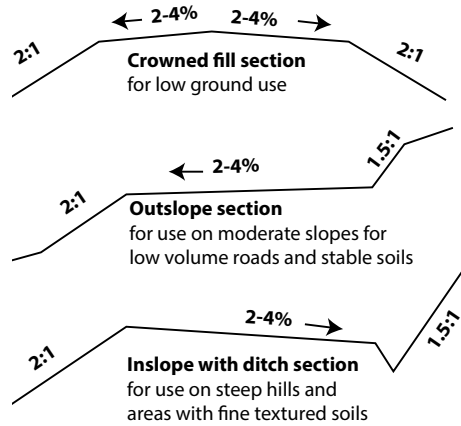 2-4% 2-4%
2:1 2:1
Crowned fill section
for low ground use
1.5:1
2-4%
2:1
Outslope section
for use on moderate slopes for
low volume roads and stable soils
2-4%
2:1 1.5:1
Inslope with ditch section
for use on steep hills and
areas with fine textured soils